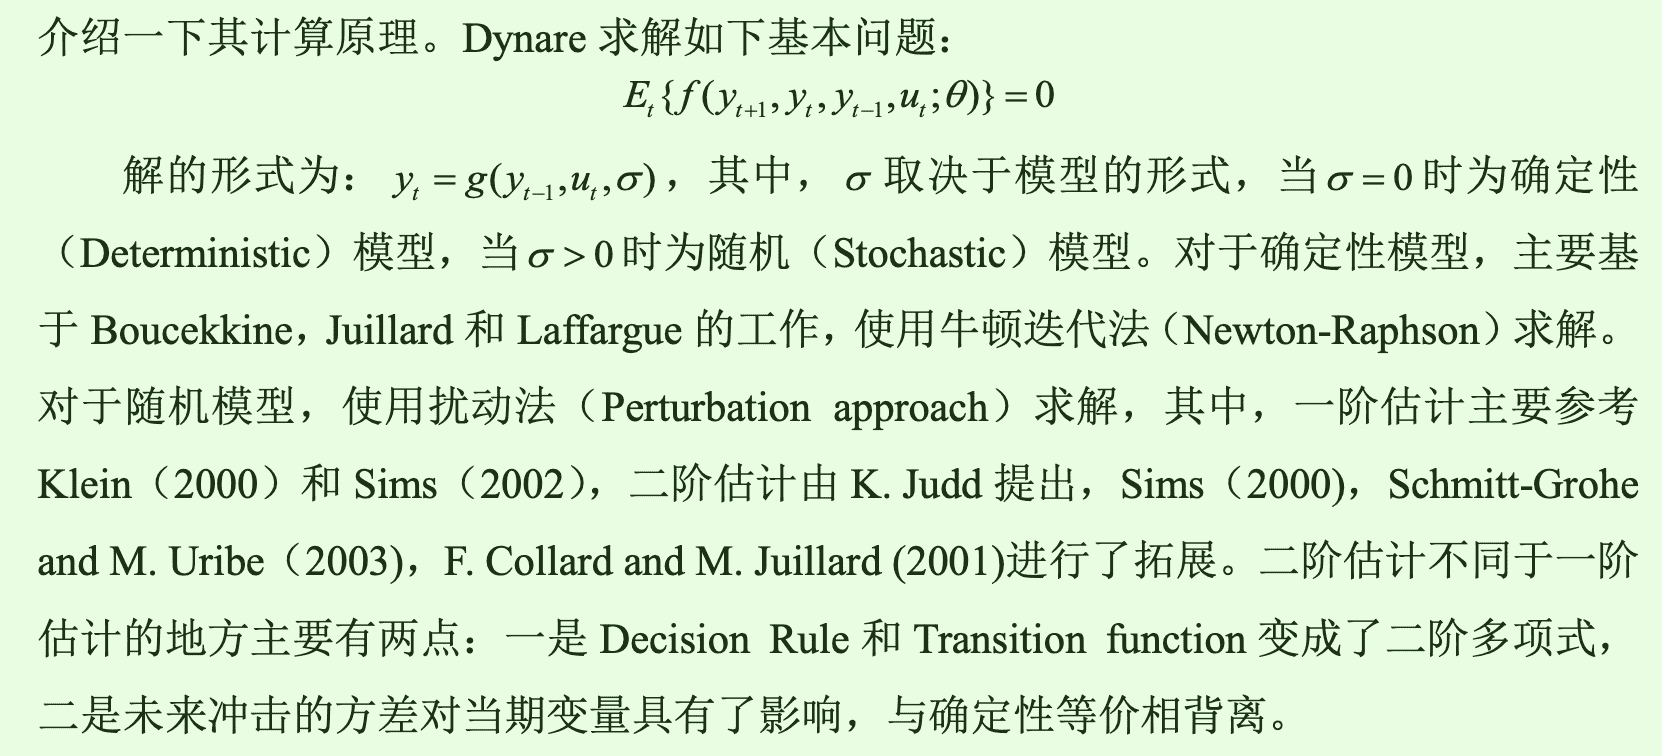 介绍一下其计算原理。Dynare 求解如下基本问题：
E_t{f(y_{t+1}, y_t, y_{t−1}, u_t; θ)} = 0
解的形式为： y_t = g(y_{t−1}, u_t, σ)，其中， σ 取决于模型的形式，当 σ = 0 时为确定性
（Deterministic）模型，当 σ > 0 时为随机（Stochastic）模型。对于确定性模型，主要基
于 Boucekkine，Juillard 和 Laffargue 的工作，使用牛顿迭代法（Newton-Raphson）求解。
对于随机模型，使用扰动法（Perturbation approach）求解，其中，一阶估计主要参考
Klein（2000）和 Sims（2002），二阶估计由 K. Judd 提出，Sims（2000)，Schmitt-Grohe
and M. Uribe（2003)，F. Collard and M. Juillard (2001)进行了拓展。二阶估计不同于一阶
估计的地方主要有两点：一是 Decision Rule 和 Transition function 变成了二阶多项式，
二是未来冲击的方差对当期变量具有了影响，与确定性等价相背离。